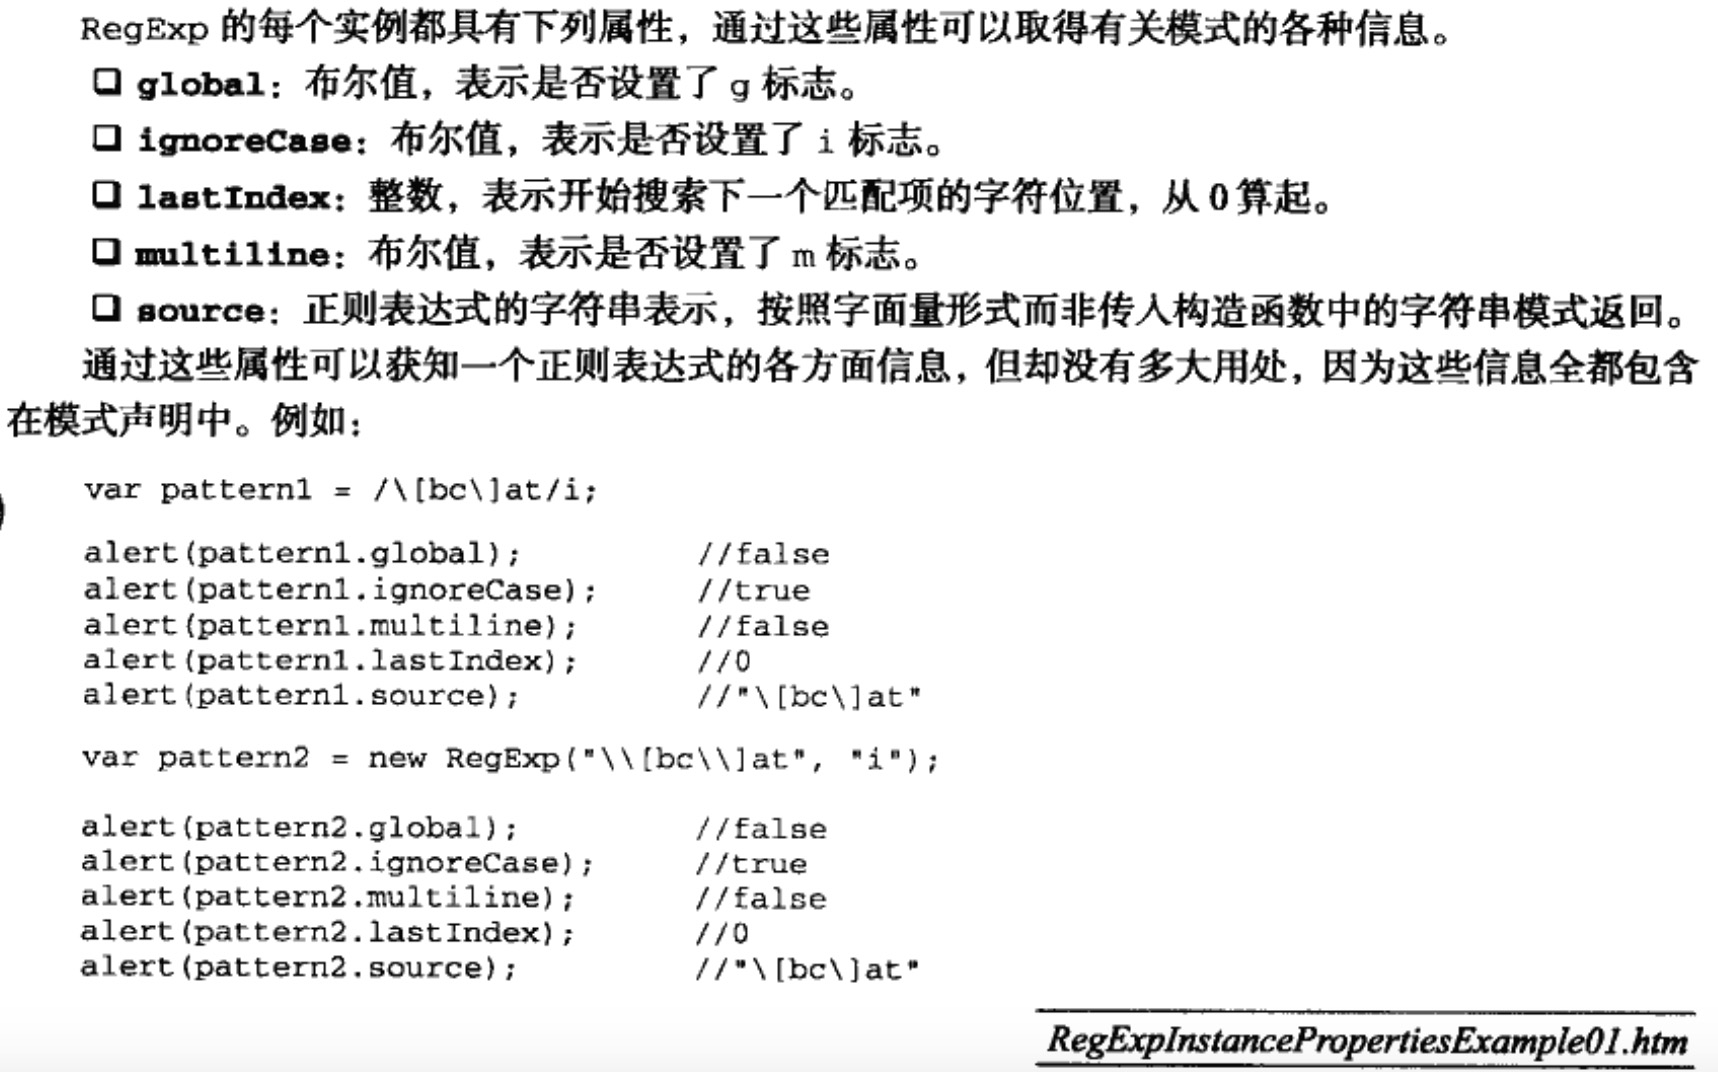 RegExp 的每个实例都具有下列属性，通过这些属性可以取得有关模式的各种信息。
❑ global：布尔值，表示是否设置了 g 标志。
❑ ignoreCase：布尔值，表示是否设置了 i 标志。
❑ lastIndex：整数，表示开始搜索下一个匹配项的字符位置，从 0 算起。
❑ multiline：布尔值，表示是否设置了 m 标志。
❑ source：正则表达式的字符串表示，按照字面量形式而非传入构造函数中的字符串模式返回。
通过这些属性可以获知一个正则表达式的各方面信息，但却没有多大用处，因为这些信息全都包含
在模式声明中。例如：
var pattern1 = /\[bc\]at/i;
alert(pattern1.global); //false
alert(pattern1.ignoreCase); //true
alert(pattern1.multiline); //false
alert(pattern1.lastIndex); //0
alert(pattern1.source); //"\[bc\]at"
var pattern2 = new RegExp("\\[bc\\]at", "i");
alert(pattern2.global); //false
alert(pattern2.ignoreCase); //true
alert(pattern2.multiline); //false
alert(pattern2.lastIndex); //0
alert(pattern2.source); //"\[bc\]at"
RegExpInstancePropertiesExample01.htm